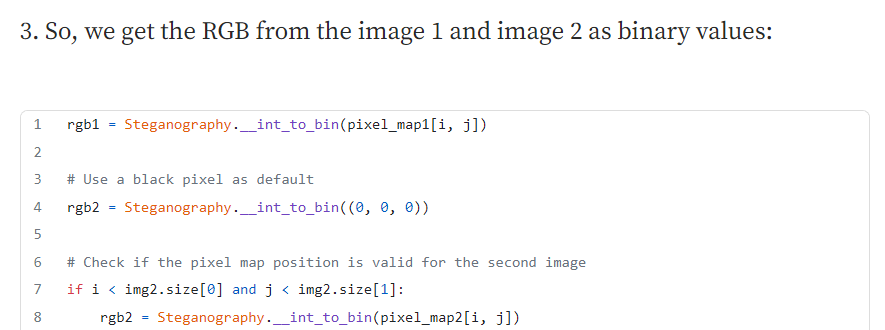 3. So, we get the RGB from the image 1 and image 2 as binary values:
1 rgb1 = Steganography.__int_to_bin(pixel_map1[i, j])
2
3 # Use a black pixel as default
4 rgb2 = Steganography.__int_to_bin((0, 0, 0))
5
6 # Check if the pixel map position is valid for the second image
7 if i < img2.size[0] and j < img2.size[1]:
8     rgb2 = Steganography.__int_to_bin(pixel_map2[i, j])